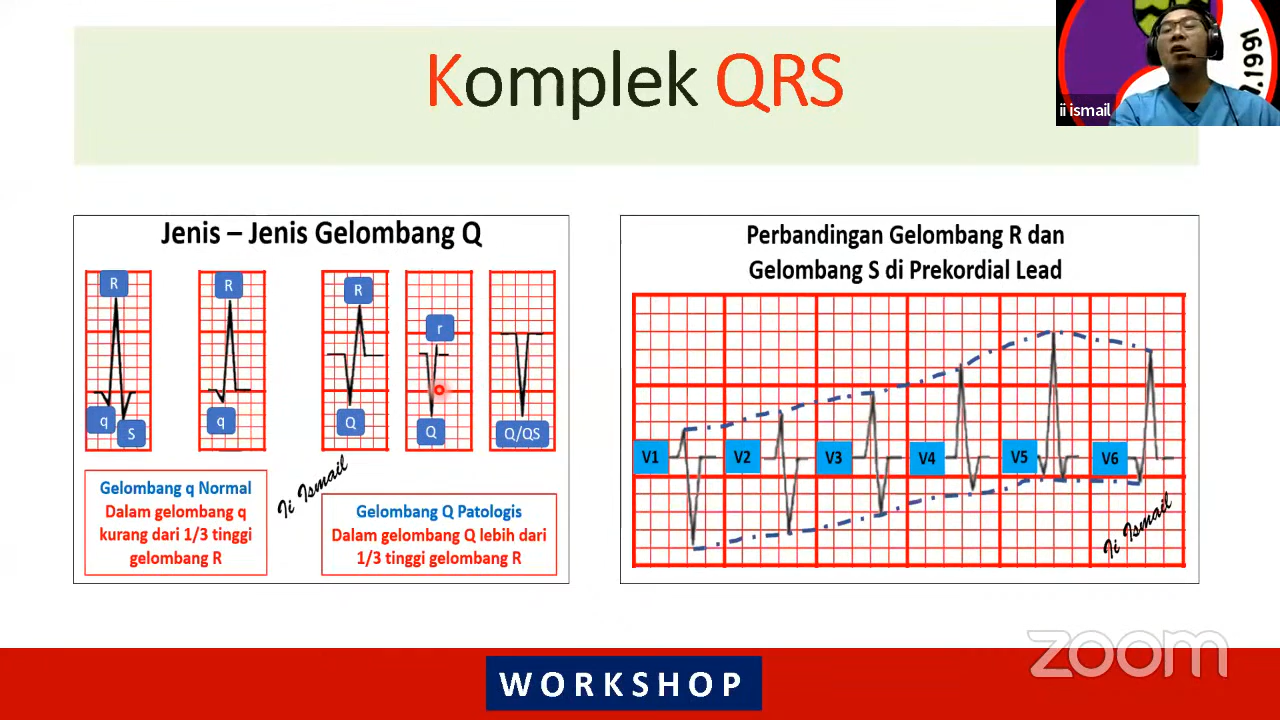 Komplek QRS
ii ismail
1991
Jenis – Jenis Gelombang Q
R
q
S
R
q
R
Q
r
Q
Q/QS
Gelombang q Normal
Dalam gelombang q
kurang dari 1/3 tinggi
gelombang R
Ii Ismail
Gelombang Q Patologis
Dalam gelombang Q lebih dari
1/3 tinggi gelombang R
Perbandingan Gelombang R dan
Gelombang S di Prekordial Lead
V1
V2
V3
V4
V5
V6
Ii Ismail
zoom
WORKSHOP